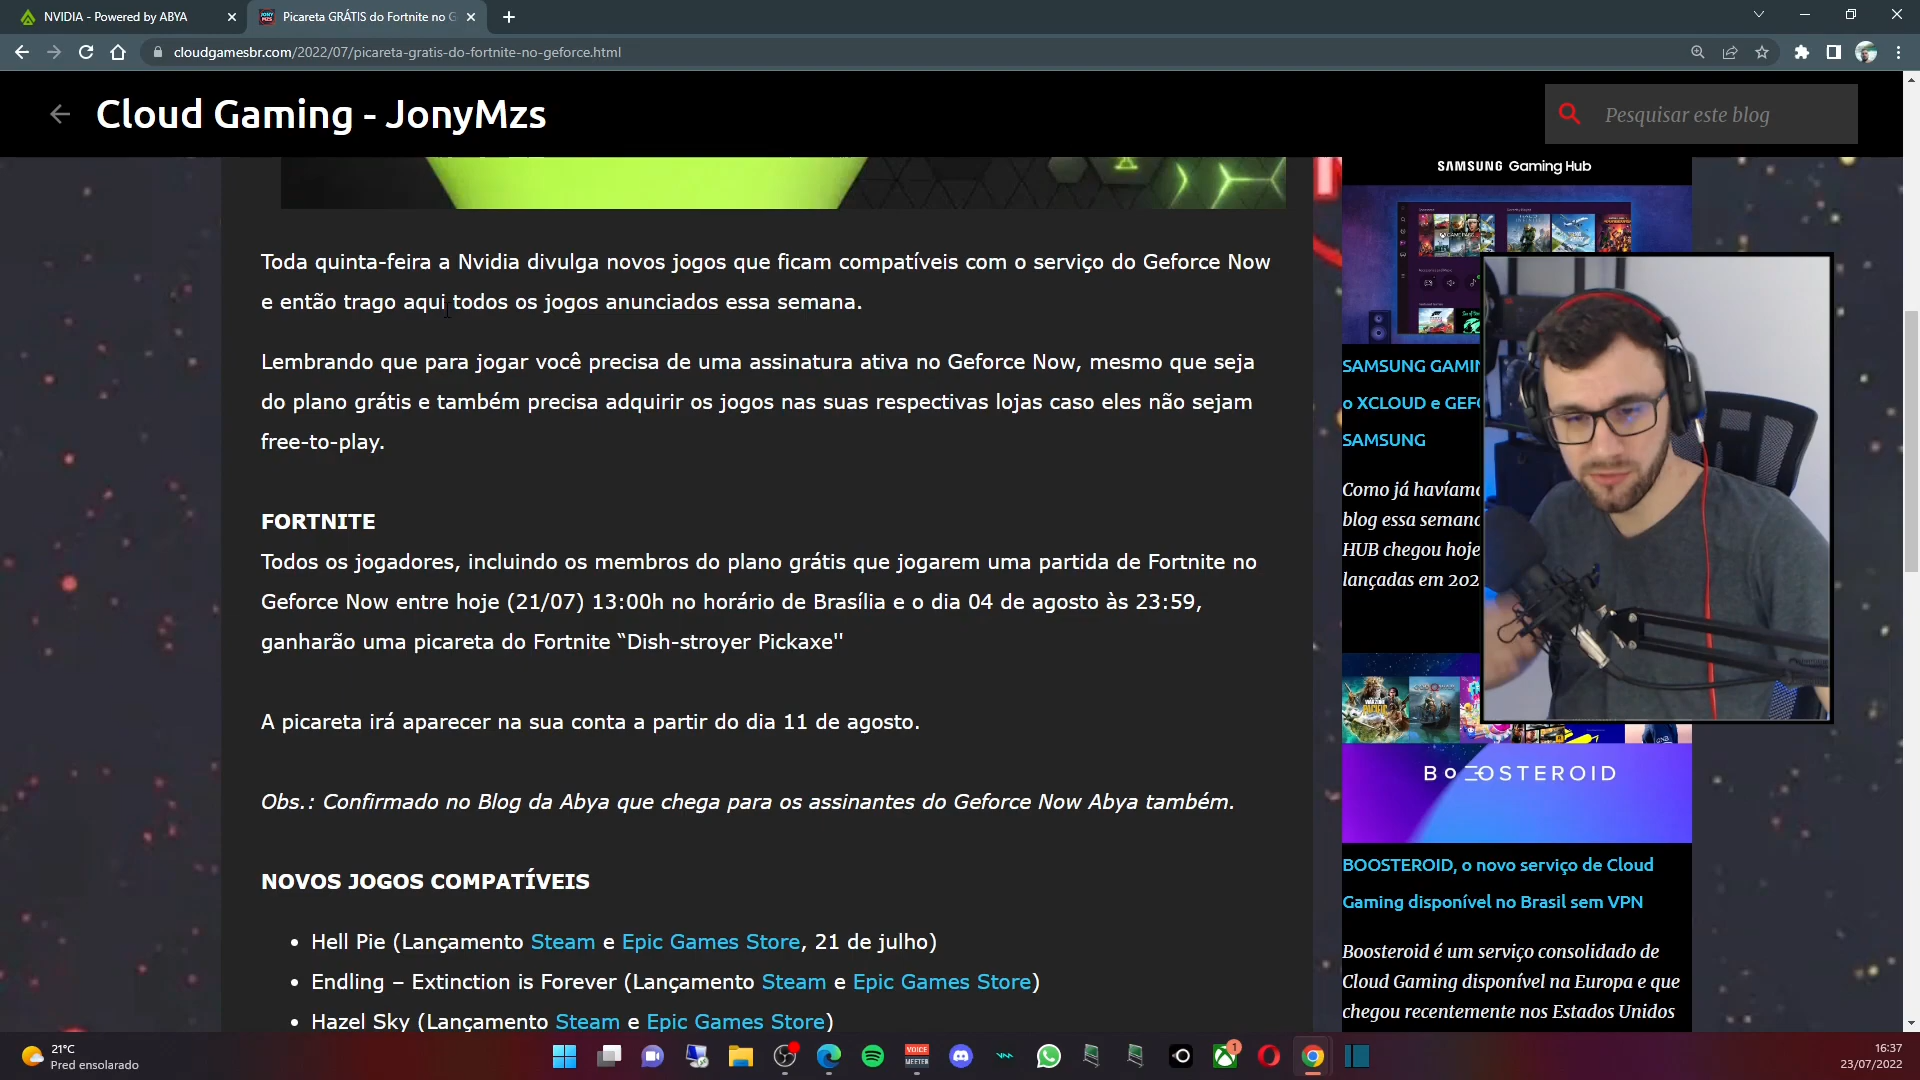 NVIDIA - Powered by ABYA
Picareta GRÁTIS do Fortnite no G
cloudgamesbr.com/2022/07/picareta-gratis-do-fortnite-no-geforce.html
Cloud Gaming - JonyMzs
Pesquisar este blog
Toda quinta-feira a Nvidia divulga novos jogos que ficam compatíveis com o serviço do Geforce Now
e então trago aqui todos os jogos anunciados essa semana.
Lembrando que para jogar você precisa de uma assinatura ativa no Geforce Now, mesmo que seja
do plano grátis e também precisa adquirir os jogos nas suas respectivas lojas caso eles não sejam
free-to-play.
FORTNITE
Todos os jogadores, incluindo os membros do plano grátis que jogarem uma partida de Fortnite no
Geforce Now entre hoje (21/07) 13:00h no horário de Brasília e o dia 04 de agosto às 23:59,
ganharão uma picareta do Fortnite “Dish-stroyer Pickaxe''
A picareta irá aparecer na sua conta a partir do dia 11 de agosto.
Obs.: Confirmado no Blog da Abya que chega para os assinantes do Geforce Now Abya também.
NOVOS JOGOS COMPATÍVEIS
• Hell Pie (Lançamento Steam e Epic Games Store, 21 de julho)
• Endling – Extinction is Forever (Lançamento Steam e Epic Games Store)
• Hazel Sky (Lançamento Steam e Epic Games Store)
SAMSUNG Gaming Hub
SAMSUNG GAMIN
o XCLOUD e GEFO
SAMSUNG
Como já havíamo
blog essa semana
HUB chegou hoje
lançadas em 202
BOOSTEROID
BOOSTEROID, o novo serviço de Cloud
Gaming disponível no Brasil sem VPN
Boosteroid é um serviço consolidado de
Cloud Gaming disponível na Europa e que
chegou recentemente nos Estados Unidos
21°C
Pred ensolarado
VOICE
MEETER
1
16:37
23/07/2022